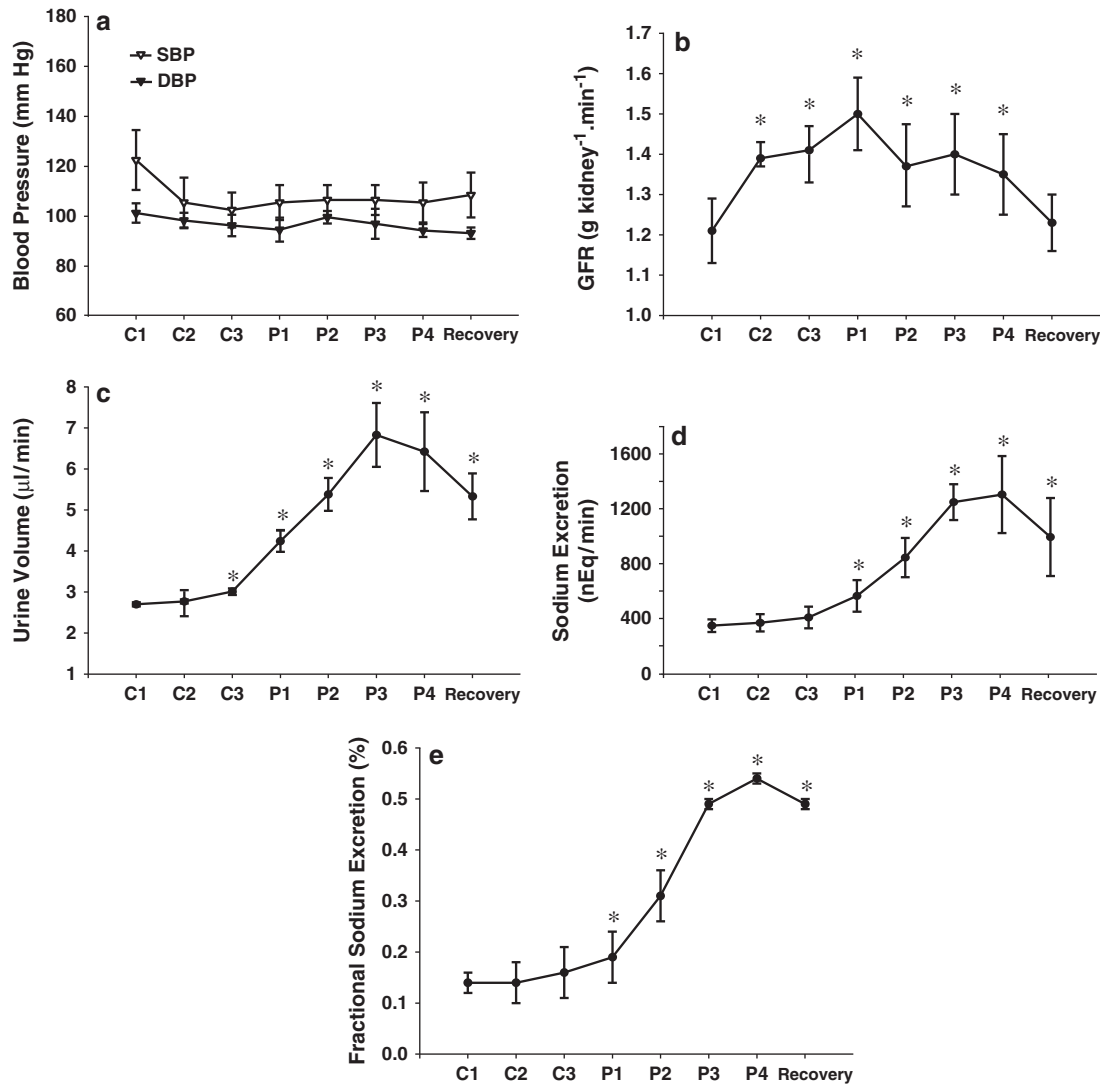 a
180
160
140
120
100
80
60
Blood Pressure (mm Hg)
SBP
DBP
C1 C2 C3 P1 P2 P3 P4 Recovery
b
1.7
1.6
1.5
1.4
1.3
1.2
1.1
1.0
GFR (g kidney⁻¹.min⁻¹)
* * * * * *
C1 C2 C3 P1 P2 P3 P4 Recovery
c
8
7
6
5
4
3
2
1
Urine Volume (μl/min)
* * * * * *
C1 C2 C3 P1 P2 P3 P4 Recovery
d
1600
1200
800
400
0
Sodium Excretion
(nEq/min)
* * * * *
C1 C2 C3 P1 P2 P3 P4 Recovery
e
0.6
0.5
0.4
0.3
0.2
0.1
0.0
Fractional Sodium Excretion (%)
* * * * *
C1 C2 C3 P1 P2 P3 P4 Recovery